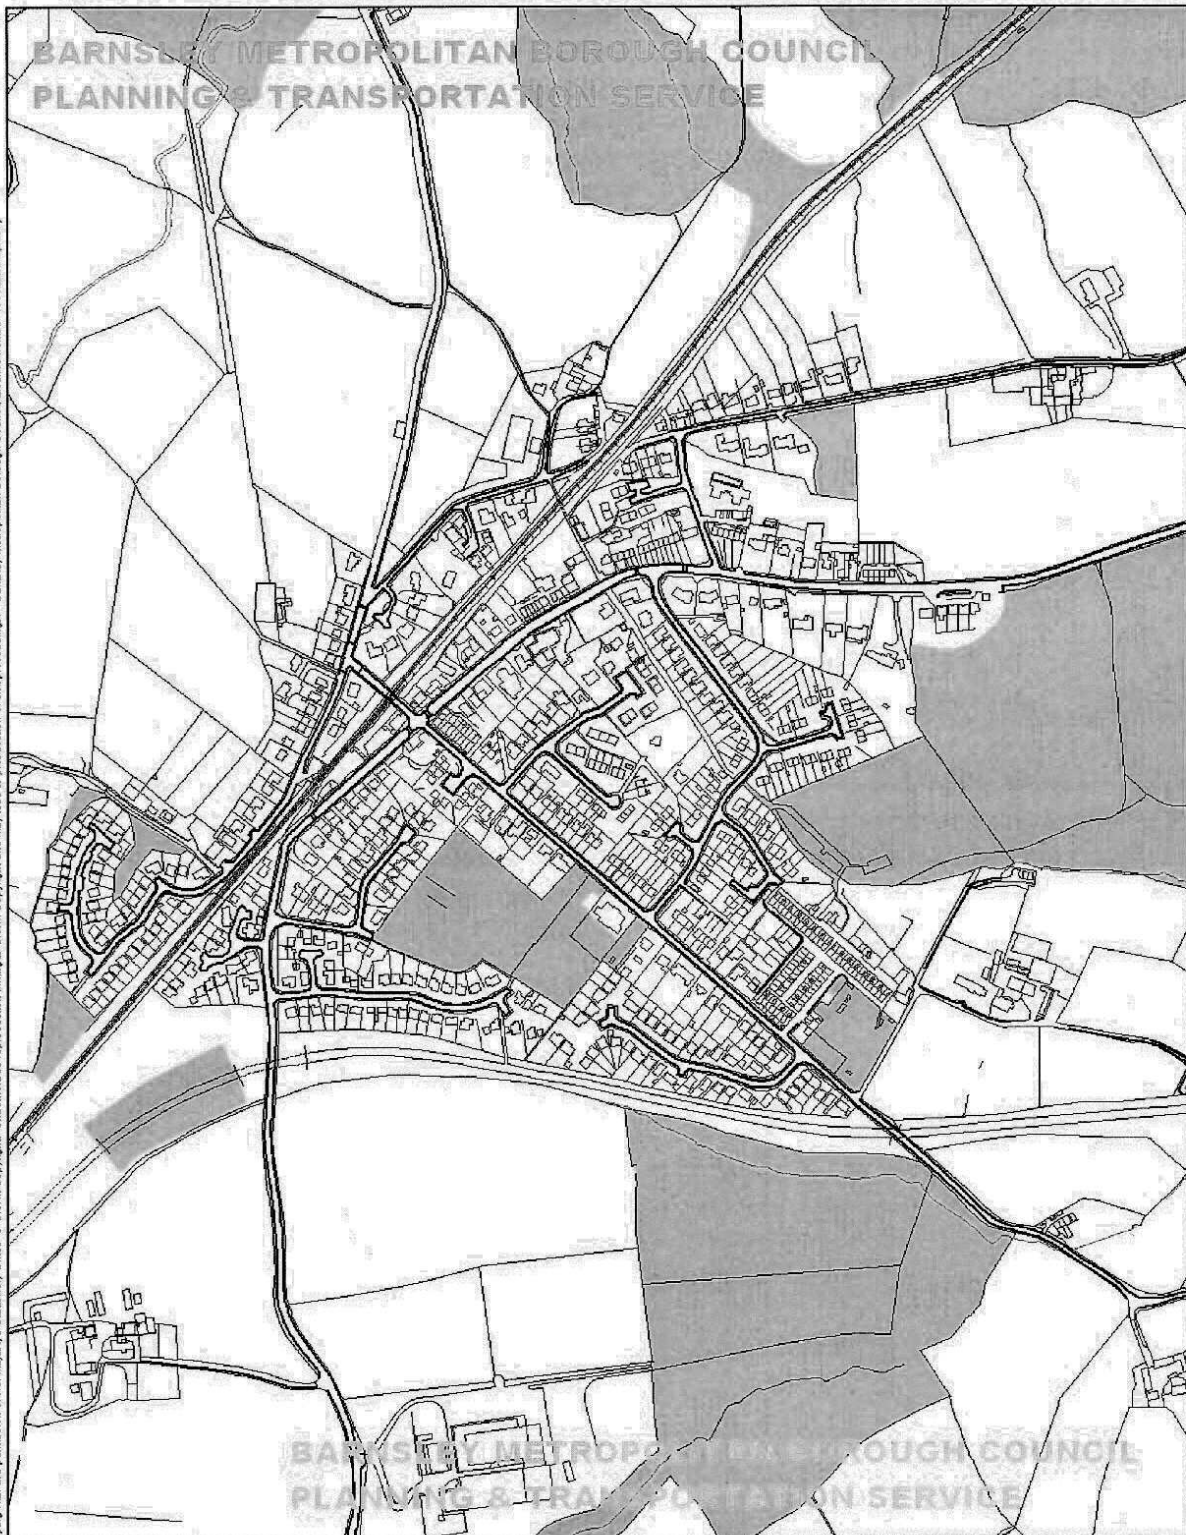 BARNSLEY METROPOLITAN BOROUGH COUNCIL
PLANNING & TRANSPORTATION SERVICE
BARNSLEY METROPOLITAN BOROUGH COUNCIL
PLANNING & TRANSPORTATION SERVICE